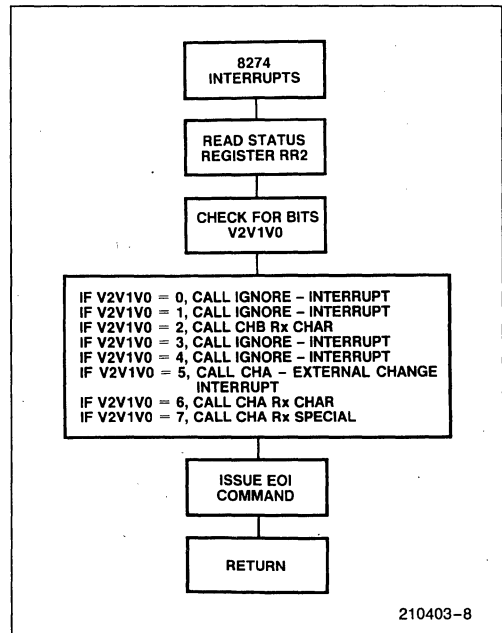 8274
INTERRUPTS
READ STATUS
REGISTER RR2
CHECK FOR BITS
V2V1V0
IF V2V1V0 = 0, CALL IGNORE – INTERRUPT
IF V2V1V0 = 1, CALL IGNORE – INTERRUPT
IF V2V1V0 = 2, CALL CHB Rx CHAR
IF V2V1V0 = 3, CALL IGNORE – INTERRUPT
IF V2V1V0 = 4, CALL IGNORE – INTERRUPT
IF V2V1V0 = 5, CALL CHA – EXTERNAL CHANGE
INTERRUPT
IF V2V1V0 = 6, CALL CHA Rx CHAR
IF V2V1V0 = 7, CALL CHA Rx SPECIAL
ISSUE EOI
COMMAND
RETURN
210403–8